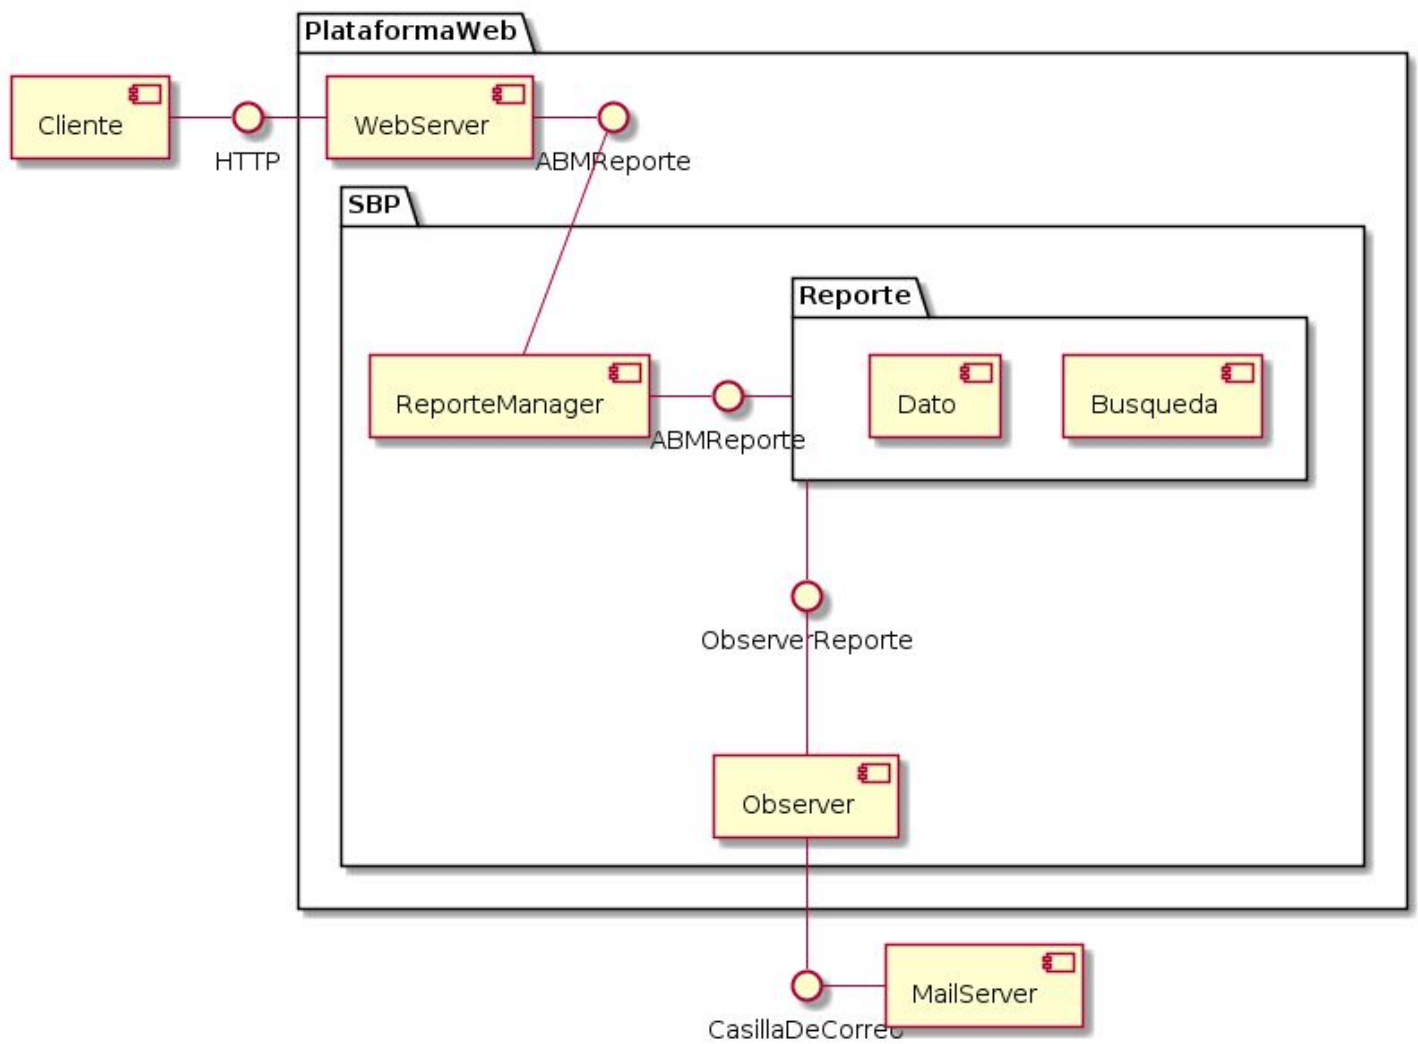 PlataformaWeb
Cliente
HTTP
WebServer
ABMReporte
SBP
Reporte
ReporteManager
ABMReporte
Dato
Busqueda
ObserverReporte
Observer
MailServer
CasillaDeCorreo